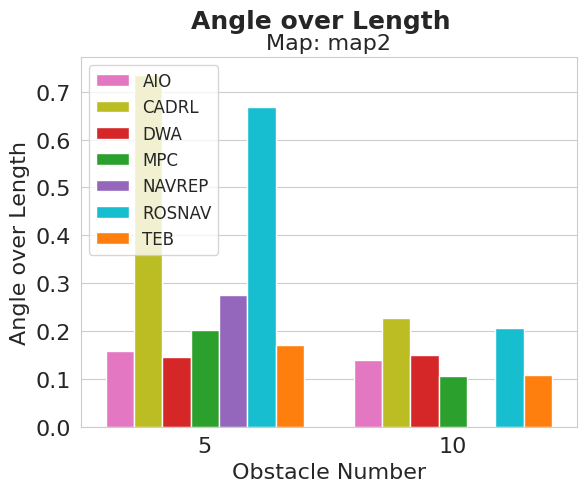 Angle over Length
Map: map2
Angle over Length
0.7
0.6
0.5
0.4
0.3
0.2
0.1
0.0
AIO
CADRL
DWA
MPC
NAVREP
ROSNAV
TEB
5
10
Obstacle Number